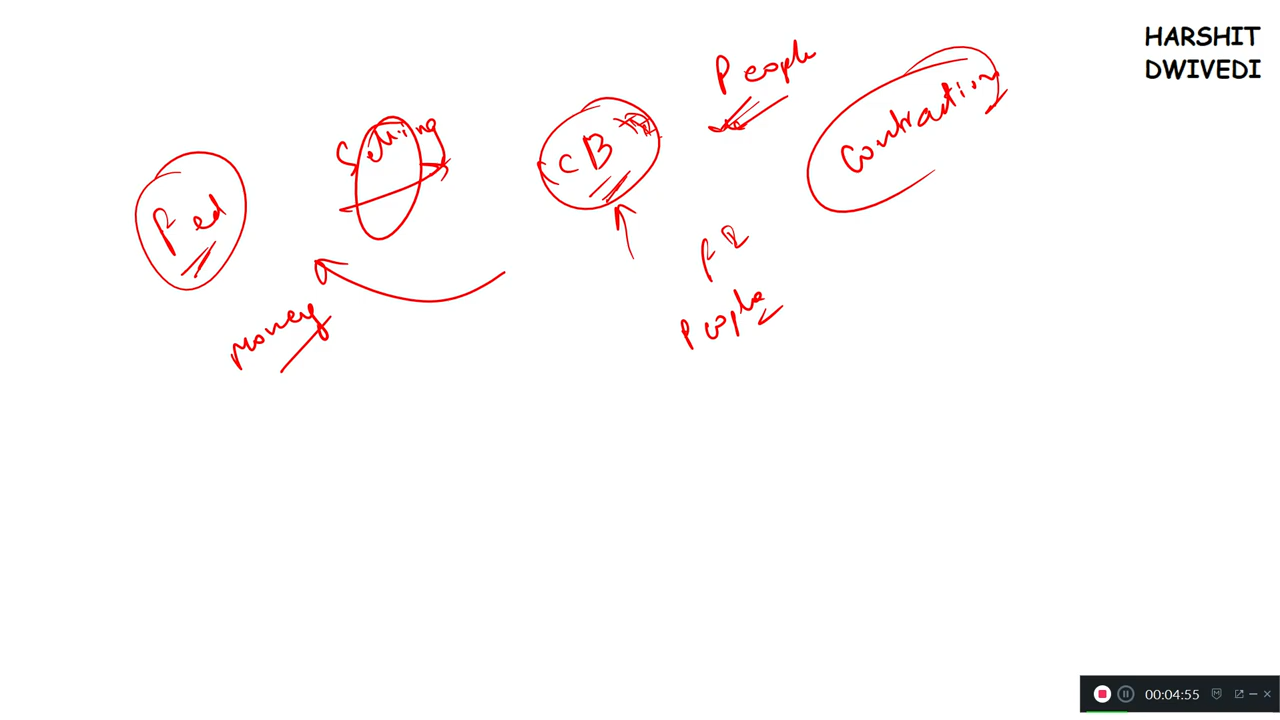 HARSHIT
DWIVEDI
People
Contraction
Selling
CB
Fed
People
money
00:04:55